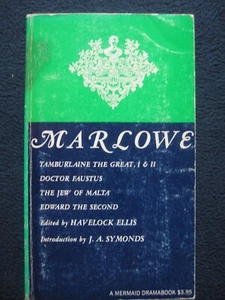 MARLOWE
TAMBURLAINE THE GREAT, I & II
DOCTOR FAUSTUS
THE JEW OF MALTA
EDWARD THE SECOND
Edited by HAVELOCK ELLIS
Introduction by J. A. SYMONDS
A MERMAID DRAMABOOK $3.95